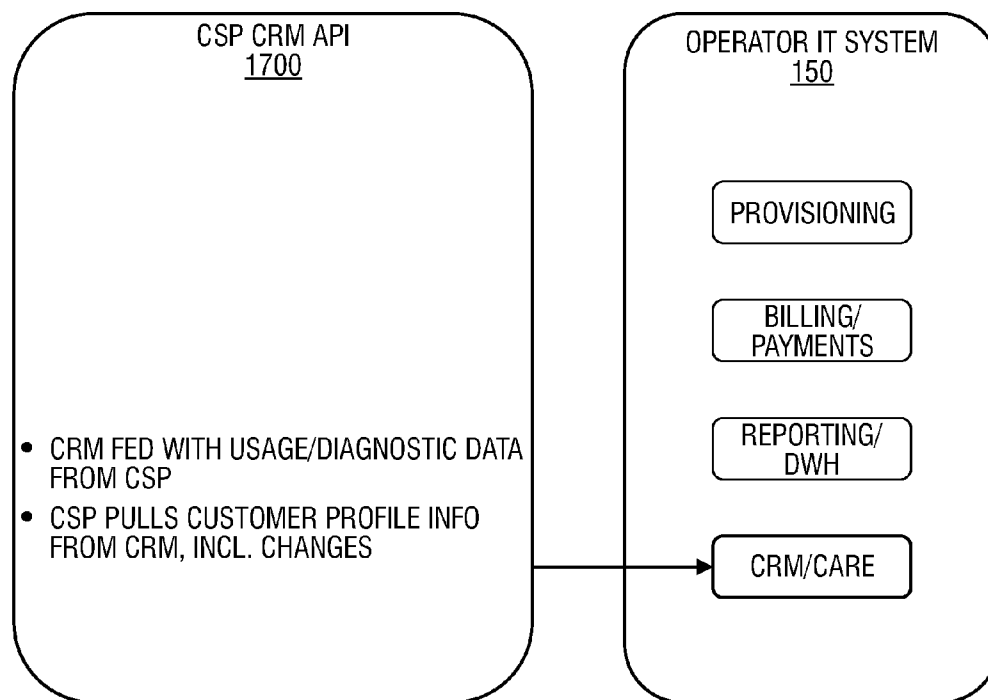 CSP CRM API
1700
• CRM FED WITH USAGE/DIAGNOSTIC DATA
FROM CSP
• CSP PULLS CUSTOMER PROFILE INFO
FROM CRM, INCL. CHANGES
OPERATOR IT SYSTEM
150
PROVISIONING
BILLING/
PAYMENTS
REPORTING/
DWH
CRM/CARE